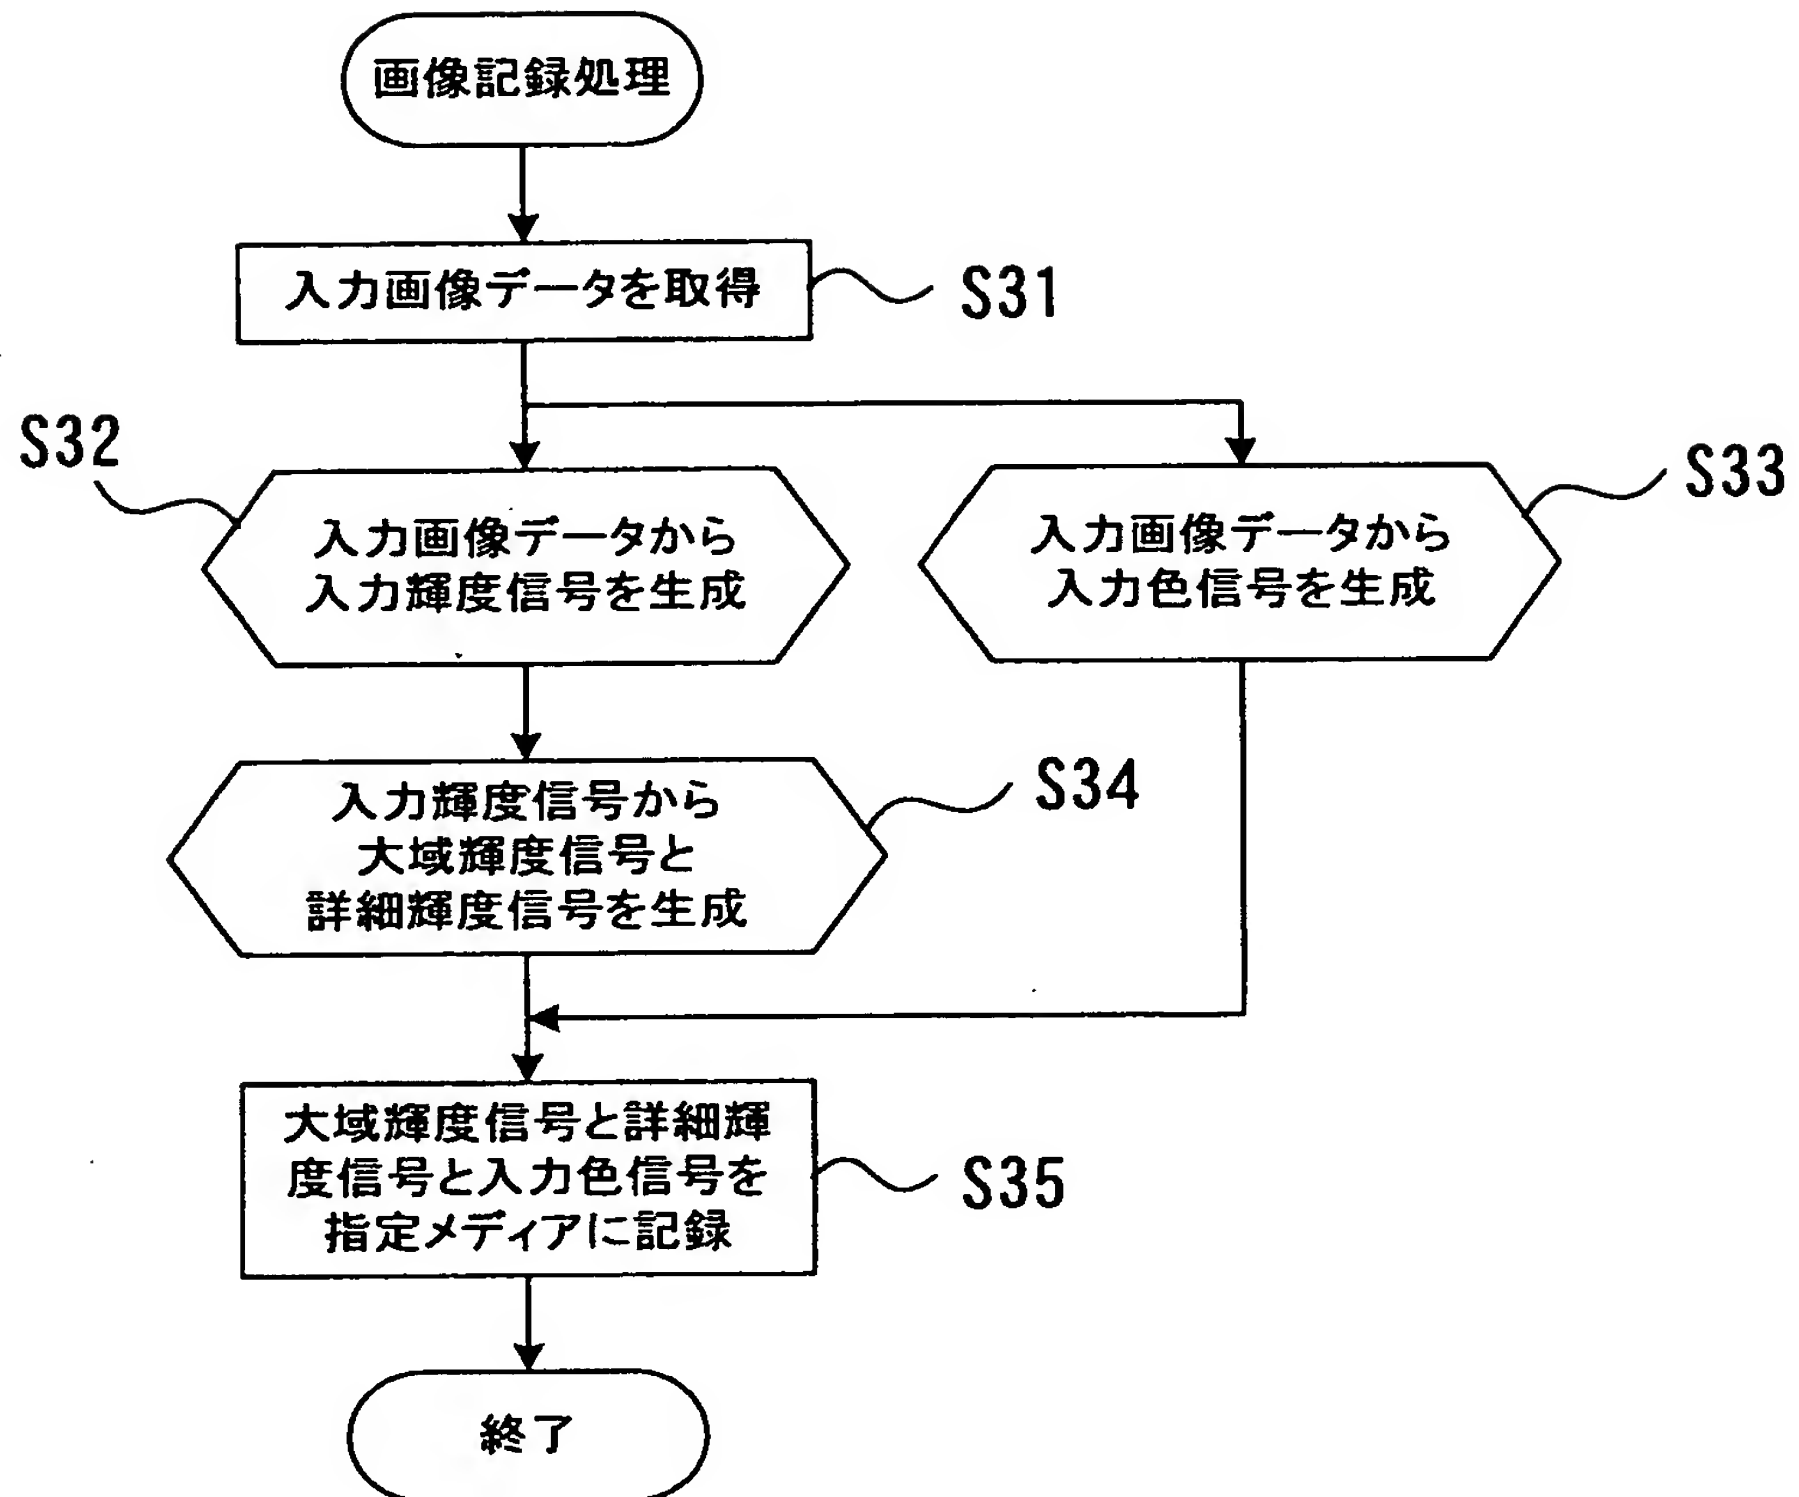 画像記録処理
入力画像データを取得
S31
S32
入力画像データから
入力輝度信号を生成
入力画像データから
入力色信号を生成
S33
入力輝度信号から
大域輝度信号と
詳細輝度信号を生成
S34
大域輝度信号と詳細輝
度信号と入力色信号を
指定メディアに記録
S35
終了